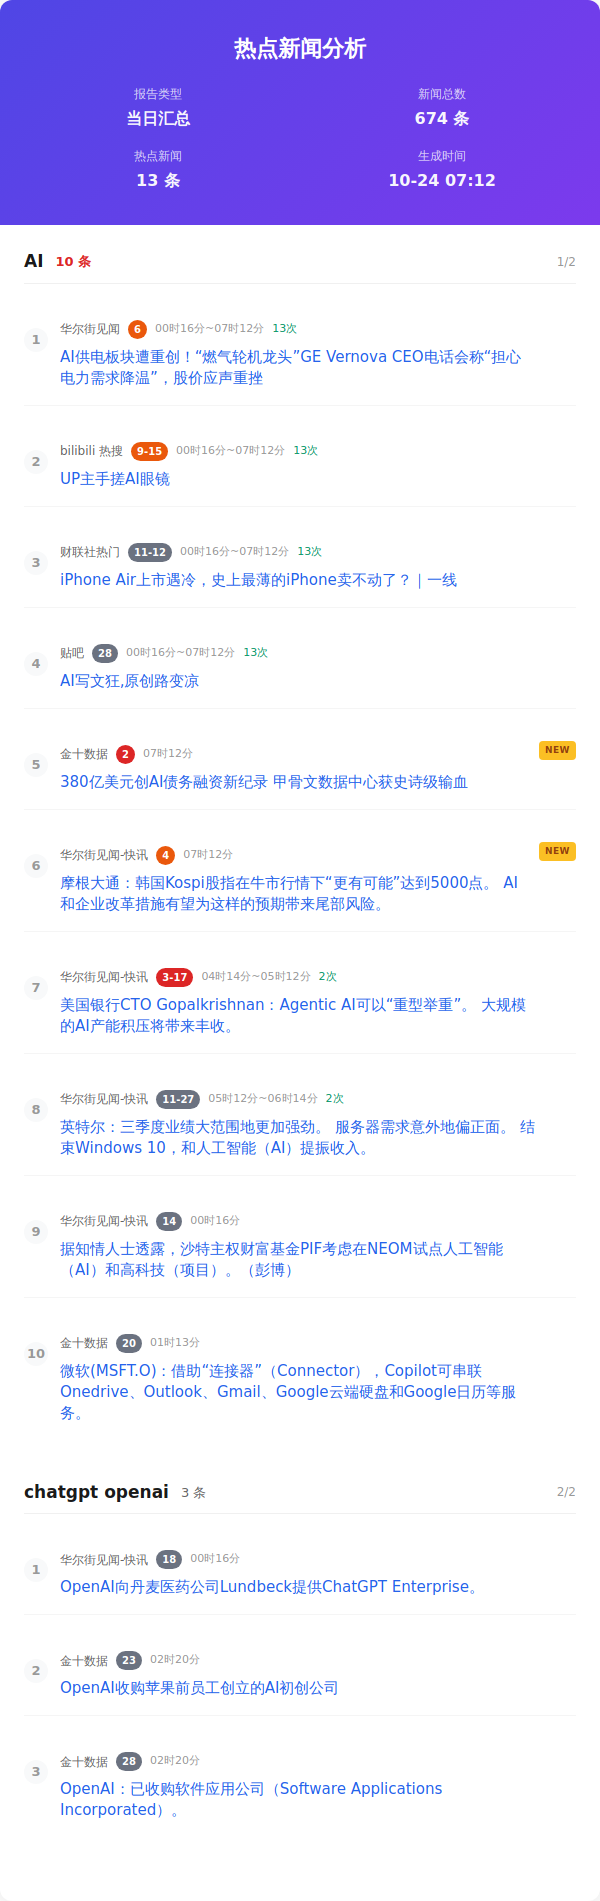 热点新闻分析
报告类型
新闻总数
当日汇总
674 条
热点新闻
生成时间
13 条
10-24 07:12
AI 10 条 1/2
1
华尔街见闻 6 00时16分~07时12分 13次
AI供电板块遭重创！“燃气轮机龙头”GE Vernova CEO电话会称“担心
电力需求降温”，股价应声重挫
2
bilibili 热搜 9-15 00时16分~07时12分 13次
UP主手搓AI眼镜
3
财联社热门 11-12 00时16分~07时12分 13次
iPhone Air上市遇冷，史上最薄的iPhone卖不动了？｜一线
4
贴吧 28 00时16分~07时12分 13次
AI写文狂,原创路变凉
5
金十数据 2 07时12分 NEW
380亿美元创AI债务融资新纪录 甲骨文数据中心获史诗级输血
6
华尔街见闻-快讯 4 07时12分 NEW
摩根大通：韩国Kospi股指在牛市行情下“更有可能”达到5000点。 AI
和企业改革措施有望为这样的预期带来尾部风险。
7
华尔街见闻-快讯 3-17 04时14分~05时12分 2次
美国银行CTO Gopalkrishnan：Agentic AI可以“重型举重”。 大规模
的AI产能积压将带来丰收。
8
华尔街见闻-快讯 11-27 05时12分~06时14分 2次
英特尔：三季度业绩大范围地更加强劲。 服务器需求意外地偏正面。 结
束Windows 10，和人工智能（AI）提振收入。
9
华尔街见闻-快讯 14 00时16分
据知情人士透露，沙特主权财富基金PIF考虑在NEOM试点人工智能
（AI）和高科技（项目）。（彭博）
10
金十数据 20 01时13分
微软(MSFT.O)：借助“连接器”（Connector），Copilot可串联
Onedrive、Outlook、Gmail、Google云端硬盘和Google日历等服
务。
chatgpt openai 3 条 2/2
1
华尔街见闻-快讯 18 00时16分
OpenAI向丹麦医药公司Lundbeck提供ChatGPT Enterprise。
2
金十数据 23 02时20分
OpenAI收购苹果前员工创立的AI初创公司
3
金十数据 28 02时20分
OpenAI：已收购软件应用公司（Software Applications
Incorporated）。